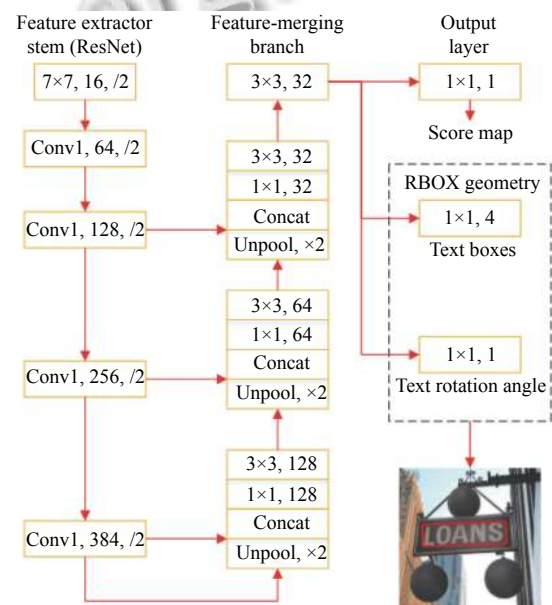 Feature extractor
stem (ResNet)
7×7, 16, /2
Conv1, 64, /2
Conv1, 128, /2
Conv1, 256, /2
Conv1, 384, /2
Feature-merging
branch
3×3, 32
3×3, 32
1×1, 32
Concat
Unpool, ×2
3×3, 64
1×1, 64
Concat
Unpool, ×2
3×3, 128
1×1, 128
Concat
Unpool, ×2
Output
layer
1×1, 1
Score map
RBOX geometry
1×1, 4
Text boxes
1×1, 1
Text rotation angle
LOANS